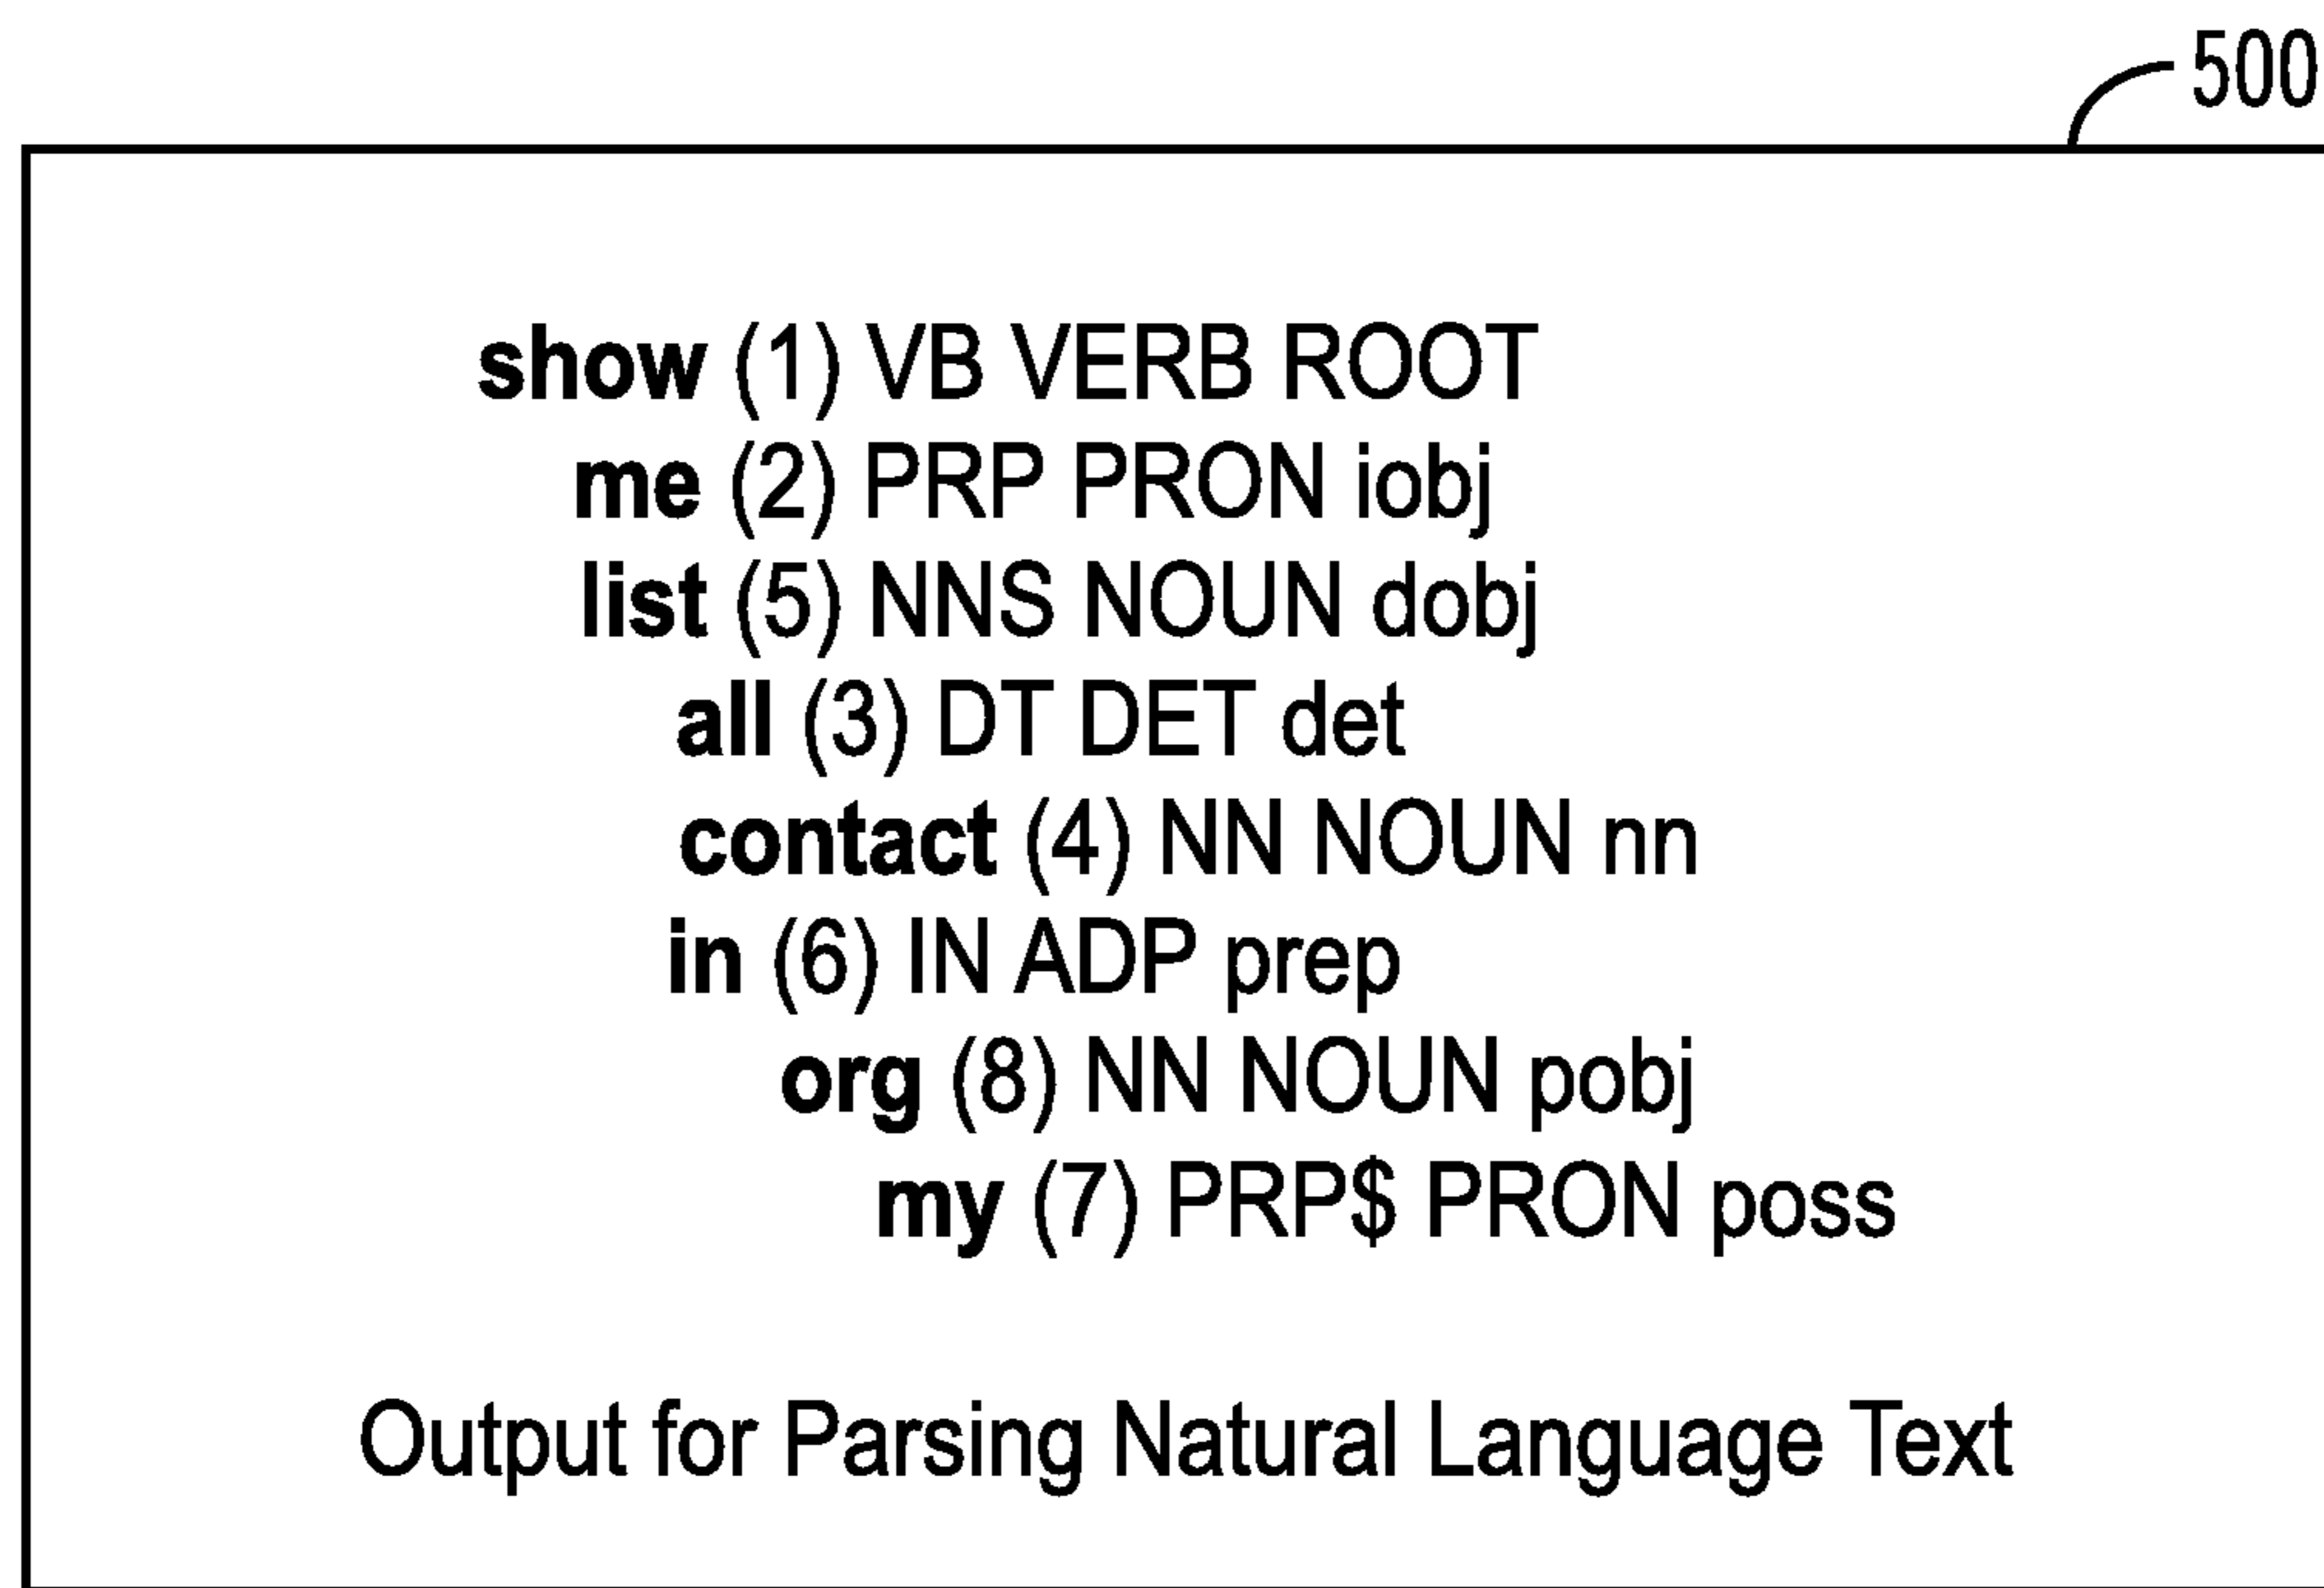 500
show (1) VB VERB ROOT
me (2) PRP PRON iobj
list (5) NNS NOUN dobj
all (3) DT DET det
contact (4) NN NOUN nn
in (6) IN ADP prep
org (8) NN NOUN pobj
my (7) PRP$ PRON poss
Output for Parsing Natural Language Text